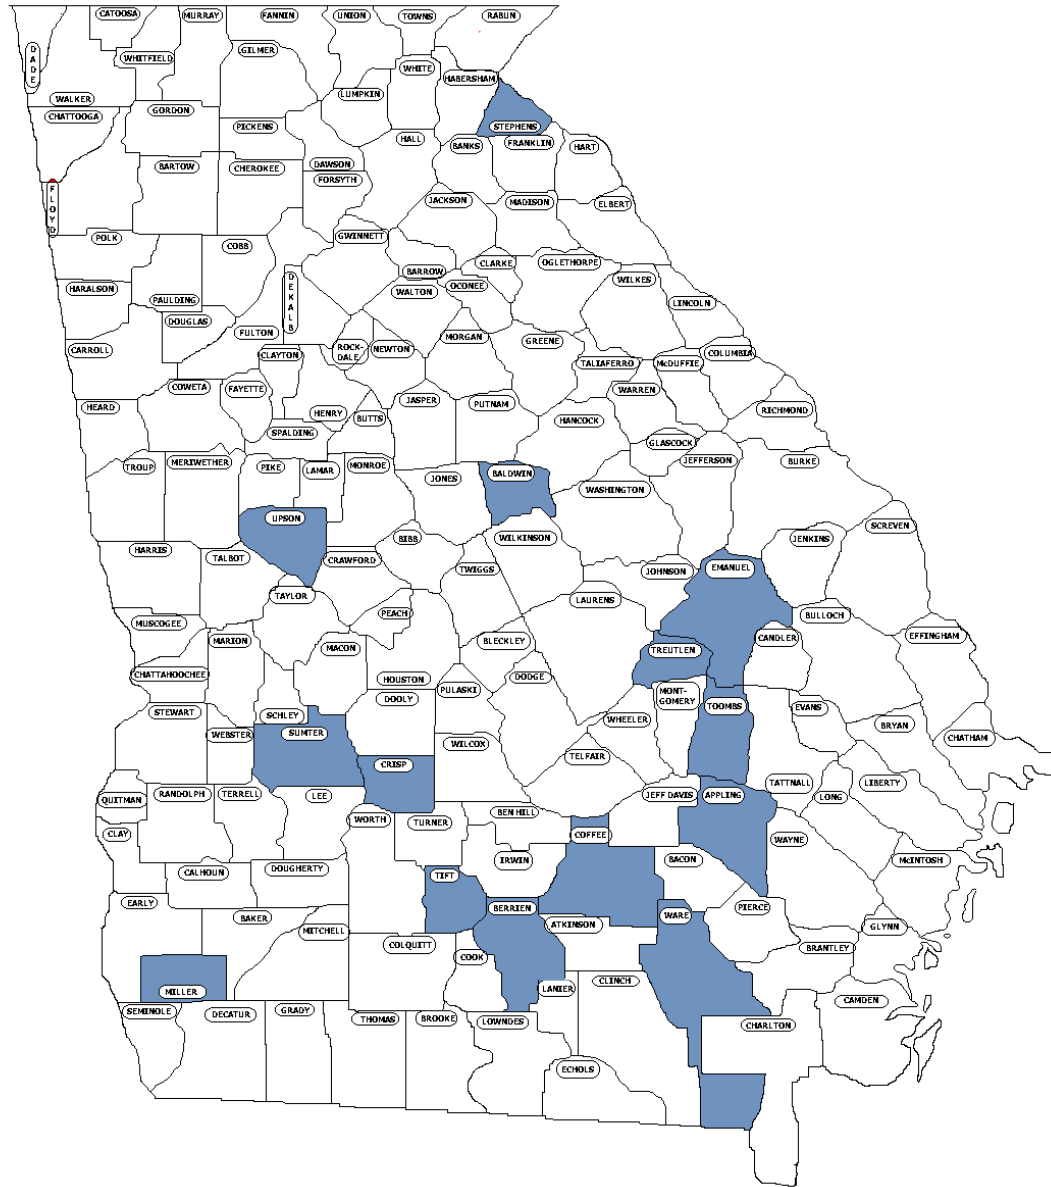 CATOOSA
MURRAY
FANNIN
UNION
TOWNS
RABUN
DADE
WHITFIELD
GILMER
WHITE
HABERSHAM
WALKER
LUMPKIN
CHATTOOGA
GORDON
PICKENS
STEPHENS
HALL
BANKS
FRANKLIN
HART
BARTOW
CHEROKEE
DAWSON
FORSYTH
FLOYD
JACKSON
MADISON
ELBERT
POLK
COBB
GWINNETT
BARROW
CLARKE
OGLETHORPE
HARALSON
PAULDING
DEKALB
WALTON
OCONEE
WILKES
LINCOLN
DOUGLAS
FULTON
CARROLL
CLAYTON
ROCK-
DALE
NEWTON
MORGAN
GREENE
TALIAFERRO
McDUFFIE
COLUMBIA
COWETA
FAYETTE
WARREN
HEARD
HENRY
BUTTS
JASPER
PUTNAM
HANCOCK
RICHMOND
SPALDING
GLASCOCK
TROUP
MERIWETHER
PIKE
LAMAR
MONROE
JONES
BALDWIN
WASHINGTON
JEFFERSON
BURKE
UPSON
SCREVEN
HARRIS
TALBOT
CRAWFORD
BIBB
WILKINSON
JENKINS
TWIGGS
JOHNSON
EMANUEL
TAYLOR
PEACH
LAURENS
BULLOCH
MUSCOGEE
MARION
MACON
BLECKLEY
TREUTLEN
CANDLER
EFFINGHAM
CHATTAHOOCHEE
HOUSTON
DOOLY
PULASKI
DODGE
MONT-
GOMERY
TOOMBS
EVANS
STEWART
SCHLEY
WEBSTER
SUMTER
WILCOX
WHEELER
BRYAN
CHATHAM
CRISP
TELFAIR
QUITMAN
RANDOLPH
TERRELL
LEE
JEFF DAVIS
APPLING
TATTNALL
LONG
LIBERTY
CLAY
WORTH
TURNER
BEN HILL
COFFEE
WAYNE
CALHOUN
DOUGHERTY
TIFT
IRWIN
BACON
McINTOSH
EARLY
BAKER
MITCHELL
BERRIEN
ATKINSON
WARE
PIERCE
GLYNN
COLQUITT
COOK
BRANTLEY
MILLER
LANIER
CLINCH
CAMDEN
SEMINOLE
DECATUR
GRADY
THOMAS
BROOKE
LOWNDES
CHARLTON
ECHOLS